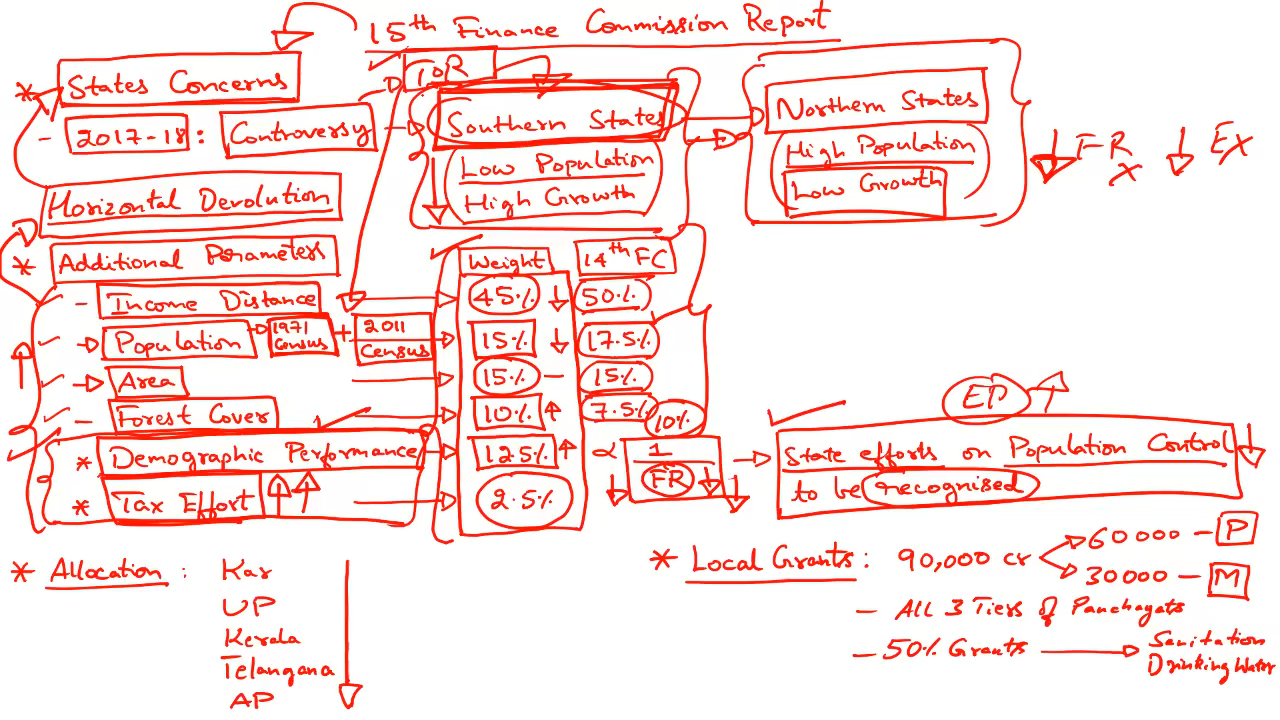 15th Finance Commission Report
* States Concerns
ToR
- 2017-18: Controversy
Southern States
Low Population
High Growth
Northern States
High Population
Low Growth
FR
x
Ex
Horizontal Devolution
* Additional Parameters
Weight
14th FC
- Income Distance
45%
50%
Population
1971 Census + 2011 Census
15%
17.5%
Area
15% -
15%
- Forest Cover
10%
7.5%
10%
* Demographic Performance
12.5%
∝ 1
FR
* Tax Effort
2.5%
EP
State efforts on Population Control
to be recognised
* Allocation : Kar
UP
Kerala
Telangana
AP
* Local Grants : 90,000 cr
60000 - P
30000 - M
- All 3 Tiers of Panchayats
- 50% Grants
Sanitation
Drinking Water